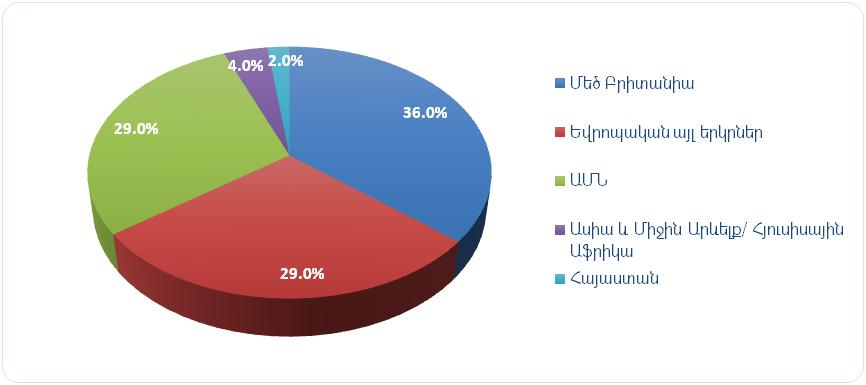 4.0%
2.0%
36.0%
29.0%
29.0%
Մեծ Բրիտանիա
Եվրոպական այլ երկրներ
ԱՄՆ
Ասիա և Միջին Արևելք/ Հյուսիսային
Աֆրիկա
Հայաստան